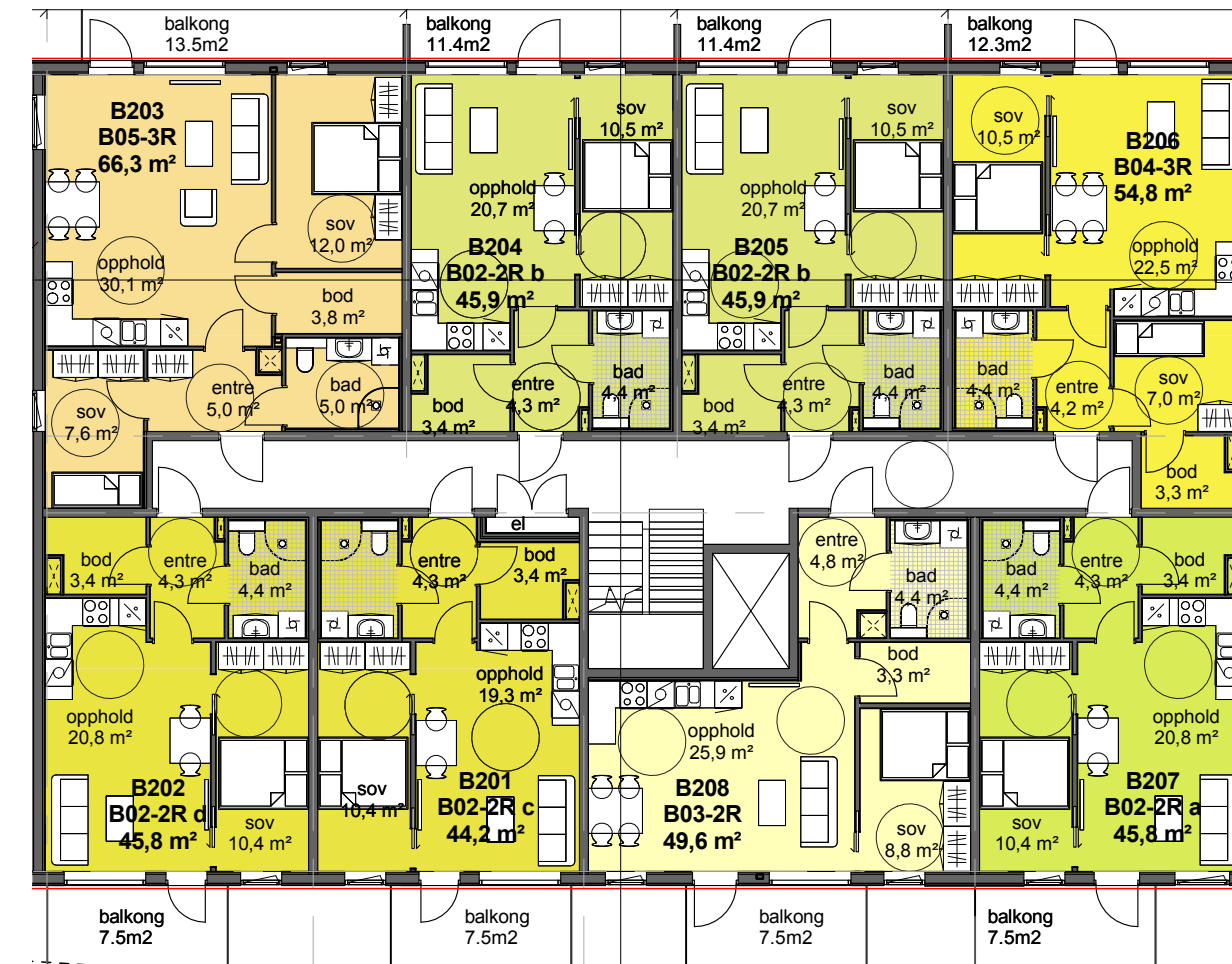 balkong
13.5m2
balkong
11.4m2
balkong
11.4m2
balkong
12.3m2
B203
B05-3R
66,3 m²
sov
12,0 m²
opphold
30,1 m²
bod
3,8 m²
entre
5,0 m²
bad
5,0 m²
sov
7,6 m²
sov
10,5 m²
opphold
20,7 m²
B204
B02-2R b
45,9 m²
bod
3,4 m²
entre
4,3 m²
bad
4,4 m²
sov
10,5 m²
opphold
20,7 m²
B205
B02-2R b
45,9 m²
bod
3,4 m²
entre
4,3 m²
bad
4,4 m²
sov
10,5 m²
B206
B04-3R
54,8 m²
opphold
22,5 m²
bad
4,4 m²
entre
4,2 m²
sov
7,0 m²
bod
3,3 m²
bod
3,4 m²
entre
4,3 m²
bad
4,4 m²
opphold
20,8 m²
B202
B02-2R d
45,8 m²
sov
10,4 m²
entre
4,3 m²
el
bod
3,4 m²
opphold
19,3 m²
sov
10,4 m²
B201
B02-2R c
44,2 m²
entre
4,8 m²
bad
4,4 m²
bod
3,3 m²
opphold
25,9 m²
B208
B03-2R
49,6 m²
sov
8,8 m²
bad
4,4 m²
entre
4,3 m²
bod
3,4 m²
opphold
20,8 m²
B207
B02-2R a
45,8 m²
sov
10,4 m²
balkong
7.5m2
balkong
7.5m2
balkong
7.5m2
balkong
7.5m2